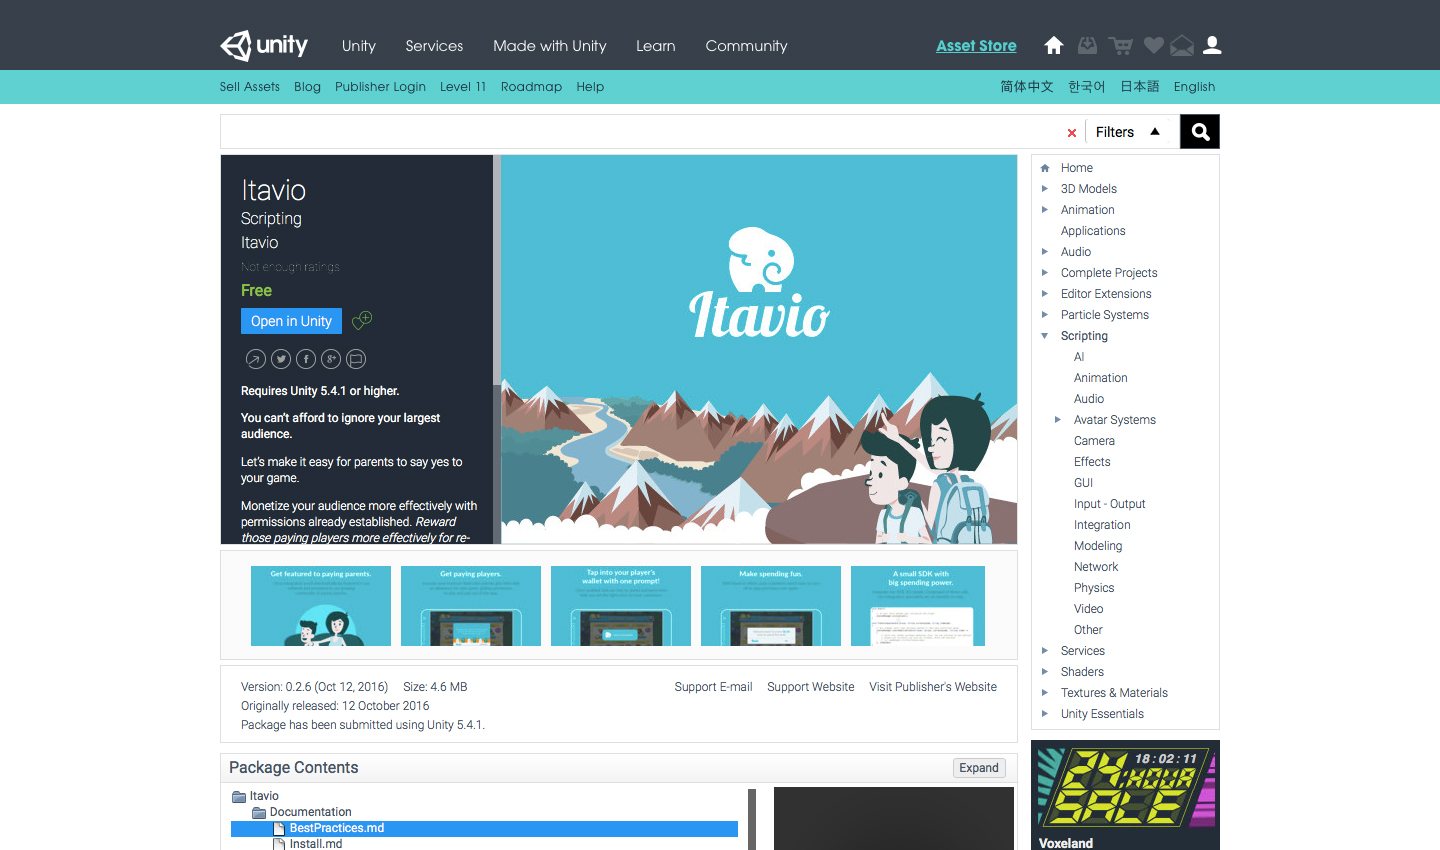 unity
Unity Services Made with Unity Learn Community
Asset Store
Sell Assets Blog Publisher Login Level 11 Roadmap Help
简体中文 한국어 日本語 English
Filters
Itavio
Scripting
Itavio
Not enough ratings
Free
Open in Unity
Requires Unity 5.4.1 or higher.
You can't afford to ignore your largest
audience.
Let's make it easy for parents to say yes to
your game.
Monetize your audience more effectively with
permissions already established. Reward
those paying players more effectively for re-
Itavio
Get featured to paying parents.
Get paying players.
Tap into your player's
wallet with one prompt!
Make spending fun.
A small SDK with
big spending power.
Version: 0.2.6 (Oct 12, 2016) Size: 4.6 MB
Support E-mail Support Website Visit Publisher's Website
Originally released: 12 October 2016
Package has been submitted using Unity 5.4.1.
Package Contents
Expand
Itavio
Documentation
BestPractices.md
Install.md
Home
3D Models
Animation
Applications
Audio
Complete Projects
Editor Extensions
Particle Systems
Scripting
AI
Animation
Audio
Avatar Systems
Camera
Effects
GUI
Input - Output
Integration
Modeling
Network
Physics
Video
Other
Services
Shaders
Textures & Materials
Unity Essentials
18:02:11
24 HOUR
SALE
Voxeland